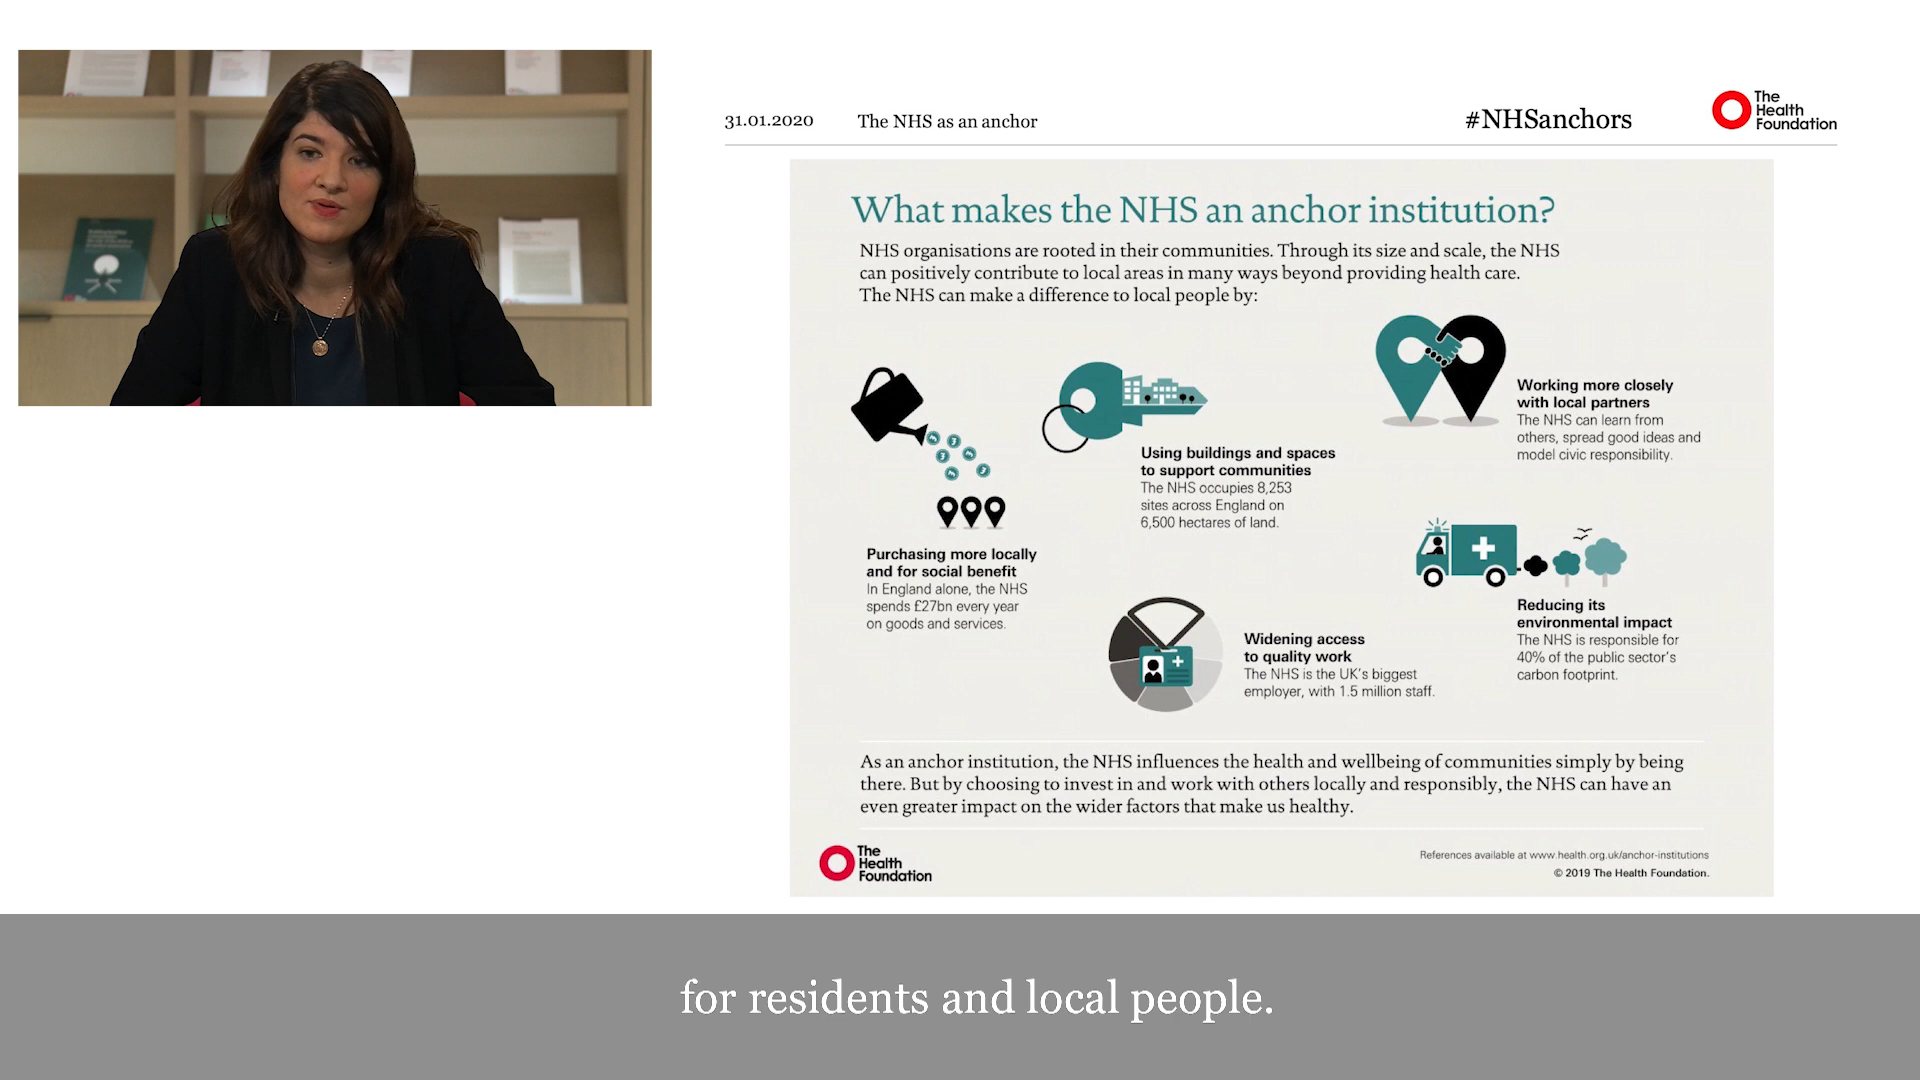 31.01.2020
The NHS as an anchor
#NHSanchors
The
Health
Foundation
What makes the NHS an anchor institution?
NHS organisations are rooted in their communities. Through its size and scale, the NHS
can positively contribute to local areas in many ways beyond providing health care.
The NHS can make a difference to local people by:
Purchasing more locally
and for social benefit
In England alone, the NHS
spends £27bn every year
on goods and services.
Using buildings and spaces
to support communities
The NHS occupies 8,253
sites across England on
6,500 hectares of land.
Working more closely
with local partners
The NHS can learn from
others, spread good ideas and
model civic responsibility.
Widening access
to quality work
The NHS is the UK's biggest
employer, with 1.5 million staff.
Reducing its
environmental impact
The NHS is responsible for
40% of the public sector's
carbon footprint.
As an anchor institution, the NHS influences the health and wellbeing of communities simply by being
there. But by choosing to invest in and work with others locally and responsibly, the NHS can have an
even greater impact on the wider factors that make us healthy.
The
Health
Foundation
References available at www.health.org.uk/anchor-institutions
© 2019 The Health Foundation.
for residents and local people.